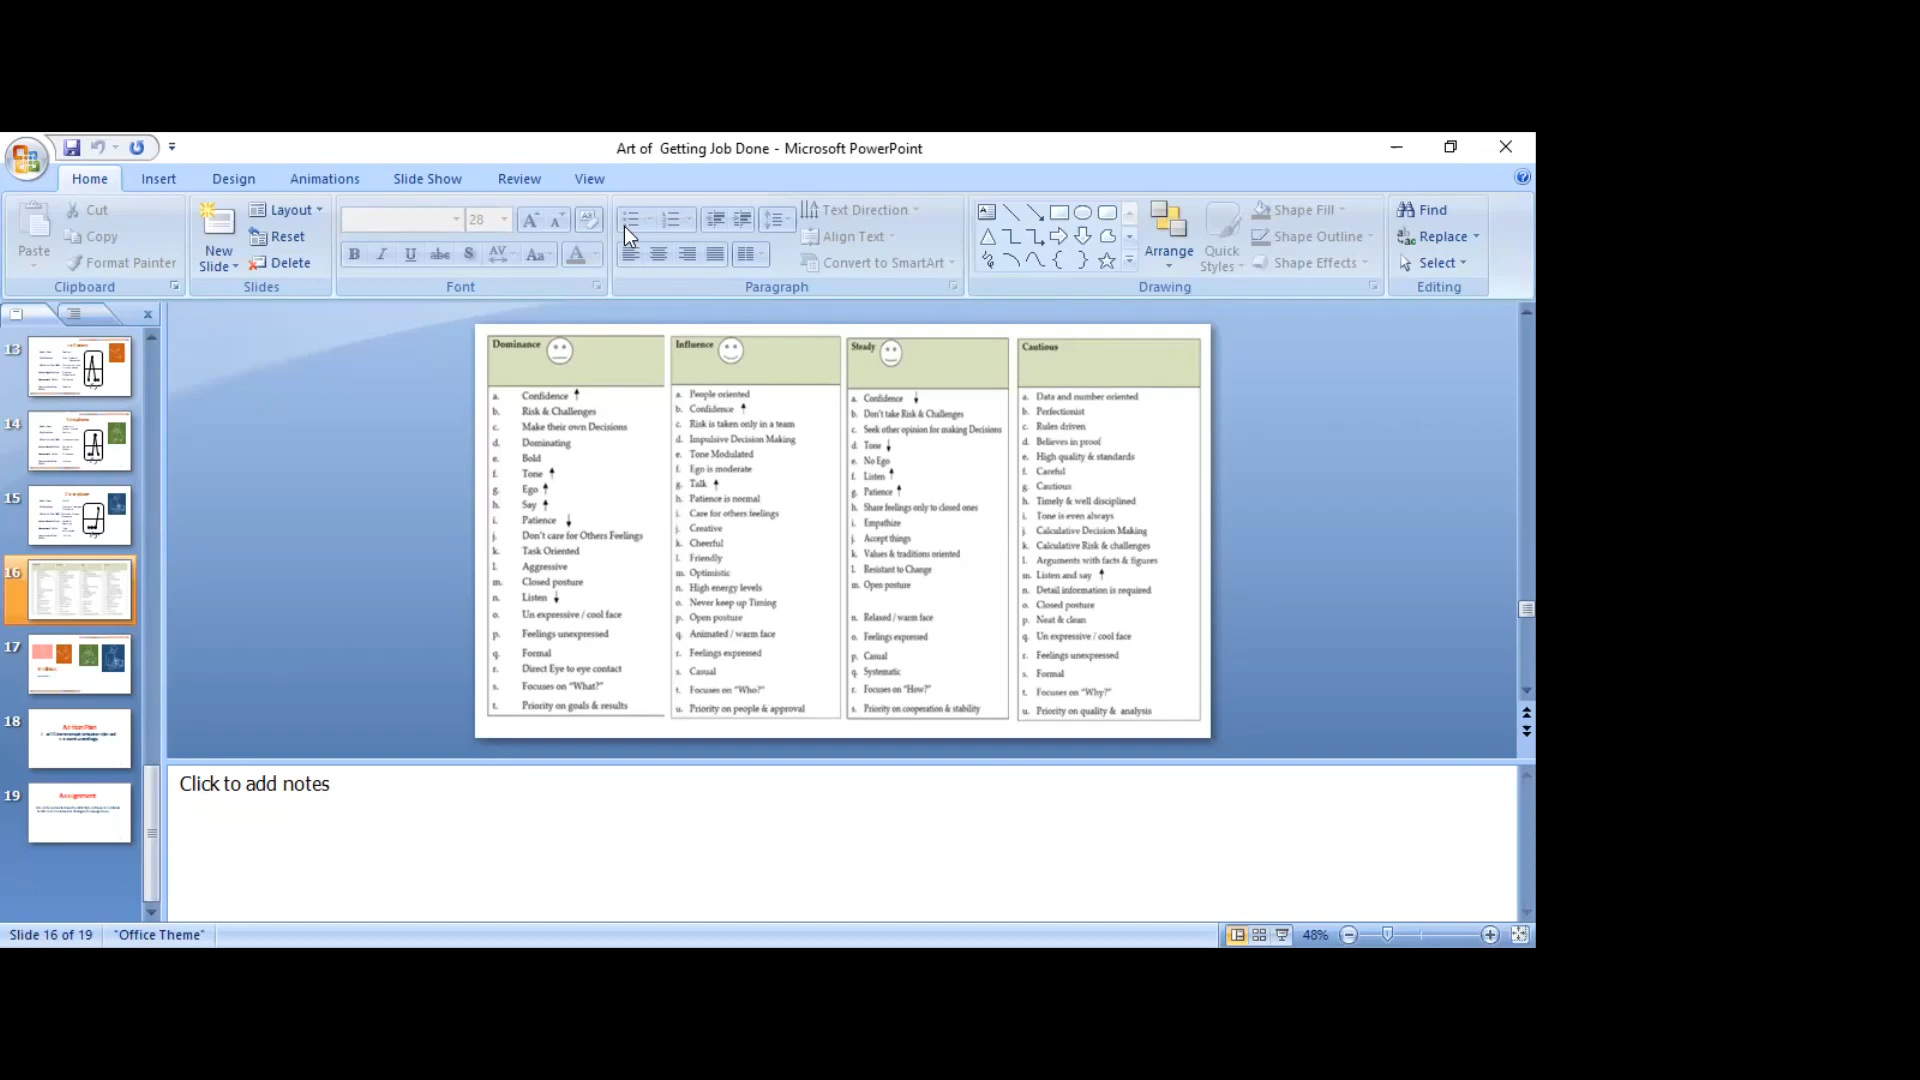 Art of Getting Job Done - Microsoft PowerPoint
Home Insert Design Animations Slide Show Review View
Paste
Cut
Copy
Format Painter
Clipboard
New Slide
Layout
Reset
Delete
Slides
28
Font
Text Direction
Align Text
Convert to SmartArt
Paragraph
Arrange
Quick Styles
Shape Fill
Shape Outline
Shape Effects
Drawing
Find
Replace
Select
Editing
13
14
15
16
17
18
Action Plan
19
Assignment
Dominance
a. Confidence ↑
b. Risk & Challenges
c. Make their own Decisions
d. Dominating
e. Bold
f. Tone ↑
g. Ego ↑
h. Say ↑
i. Patience ↓
j. Don't care for Others Feelings
k. Task Oriented
l. Aggressive
m. Closed posture
n. Listen ↓
o. Un expressive / cool face
p. Feelings unexpressed
q. Formal
r. Direct Eye to eye contact
s. Focuses on "What?"
t. Priority on goals & results
Influence
a. People oriented
b. Confidence ↑
c. Risk is taken only in a team
d. Impulsive Decision Making
e. Tone Modulated
f. Ego is moderate
g. Talk ↑
h. Patience is normal
i. Care for others feelings
j. Creative
k. Cheerful
l. Friendly
m. Optimistic
n. High energy levels
o. Never keep up Timing
p. Open posture
q. Animated / warm face
r. Feelings expressed
s. Casual
t. Focuses on "Who?"
u. Priority on people & approval
Steady
a. Confidence ↓
b. Don't take Risk & Challenges
c. Seek other opinion for making Decisions
d. Tone ↓
e. No Ego
f. Listen ↑
g. Patience ↑
h. Share feelings only to closed ones
i. Empathize
j. Accept things
k. Values & traditions oriented
l. Resistant to Change
m. Open posture
n. Relaxed / warm face
o. Feelings expressed
p. Casual
q. Systematic
r. Focuses on "How?"
s. Priority on cooperation & stability
Cautious
a. Data and number oriented
b. Perfectionist
c. Rules driven
d. Believes in proof
e. High quality & standards
f. Careful
g. Cautious
h. Timely & well disciplined
i. Tone is even always
j. Calculative Decision Making
k. Calculative Risk & challenges
l. Arguments with facts & figures
m. Listen and say ↑
n. Detail information is required
o. Closed posture
p. Neat & clean
q. Un expressive / cool face
r. Feelings unexpressed
s. Formal
t. Focuses on "Why?"
u. Priority on quality & analysis
Click to add notes
Slide 16 of 19 "Office Theme" 48%